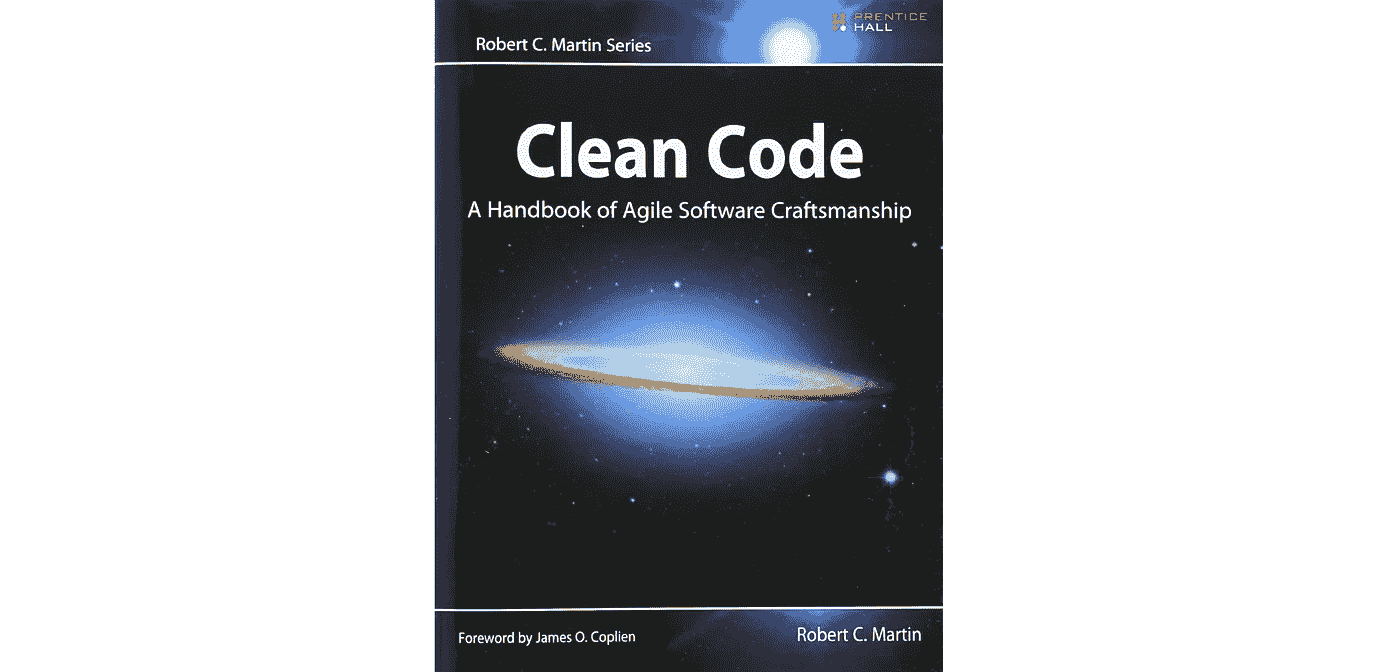 PRENTICE
HALL
Robert C. Martin Series
Clean Code
A Handbook of Agile Software Craftsmanship
Foreword by James O. Coplien
Robert C. Martin